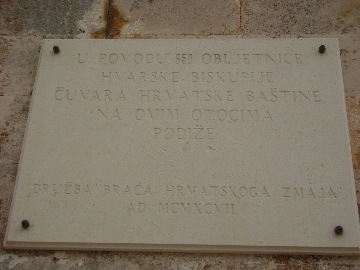 U POVODU 850 OBLJETNICE
HVARSKE BISKUPIJE
ČUVARA HRVATSKE BAŠTINE
NA OVIM OTOCIMA
PODIŽE
DRUŽBA "BRAĆA HRVATSKOGA ZMAJA"
AD MCMXCVII